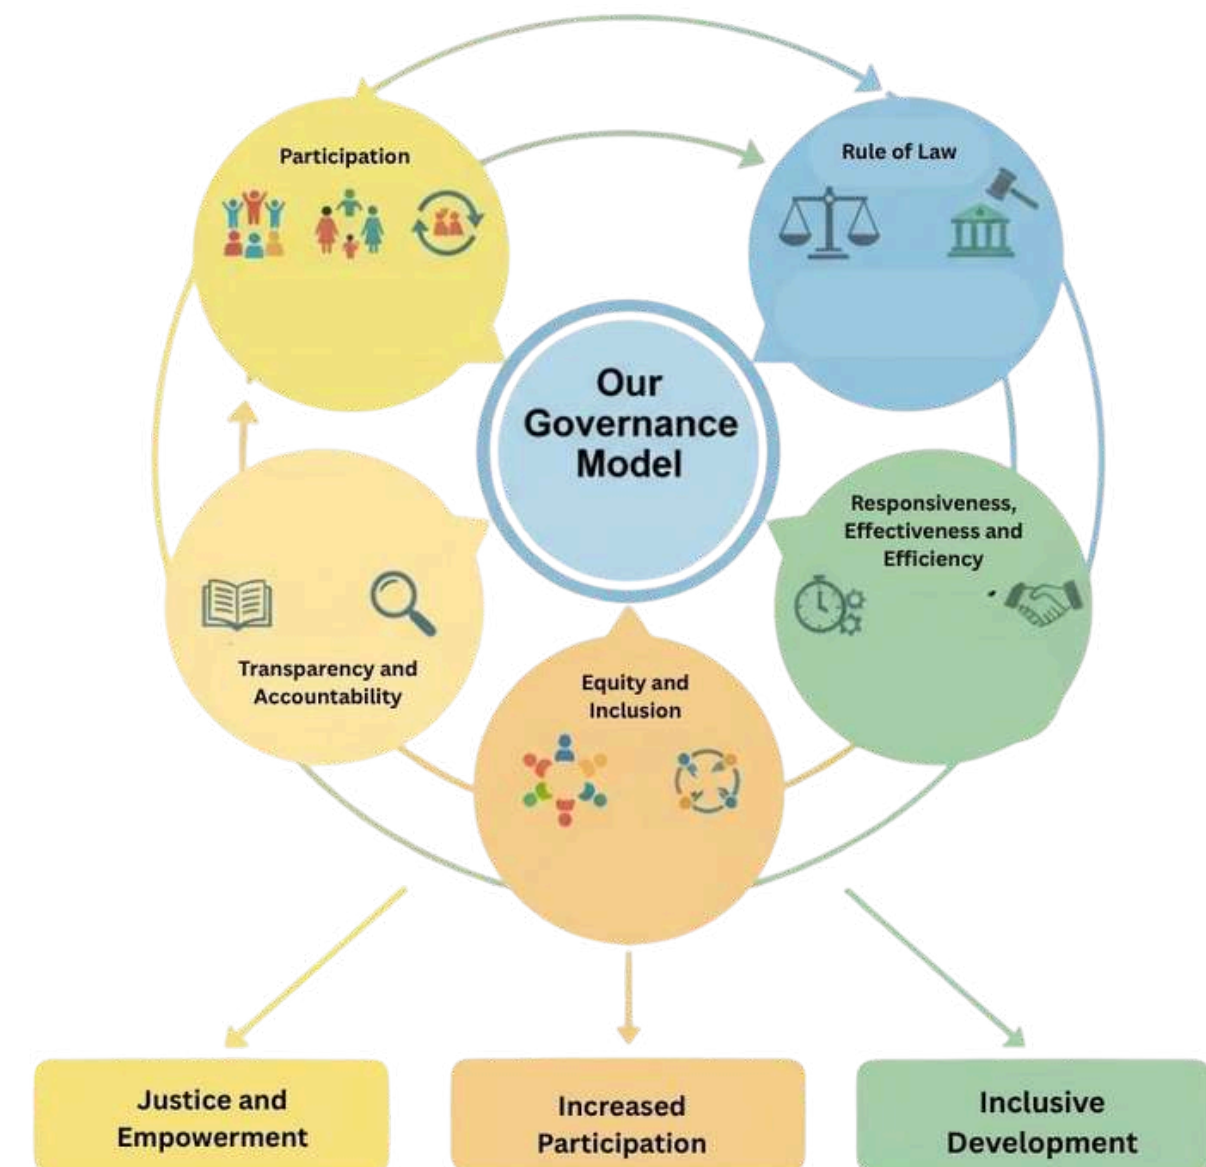 Participation
Rule of Law
Our
Governance
Model
Responsiveness,
Effectiveness and
Efficiency
Transparency and
Accountability
Equity and
Inclusion
Justice and
Empowerment
Increased
Participation
Inclusive
Development